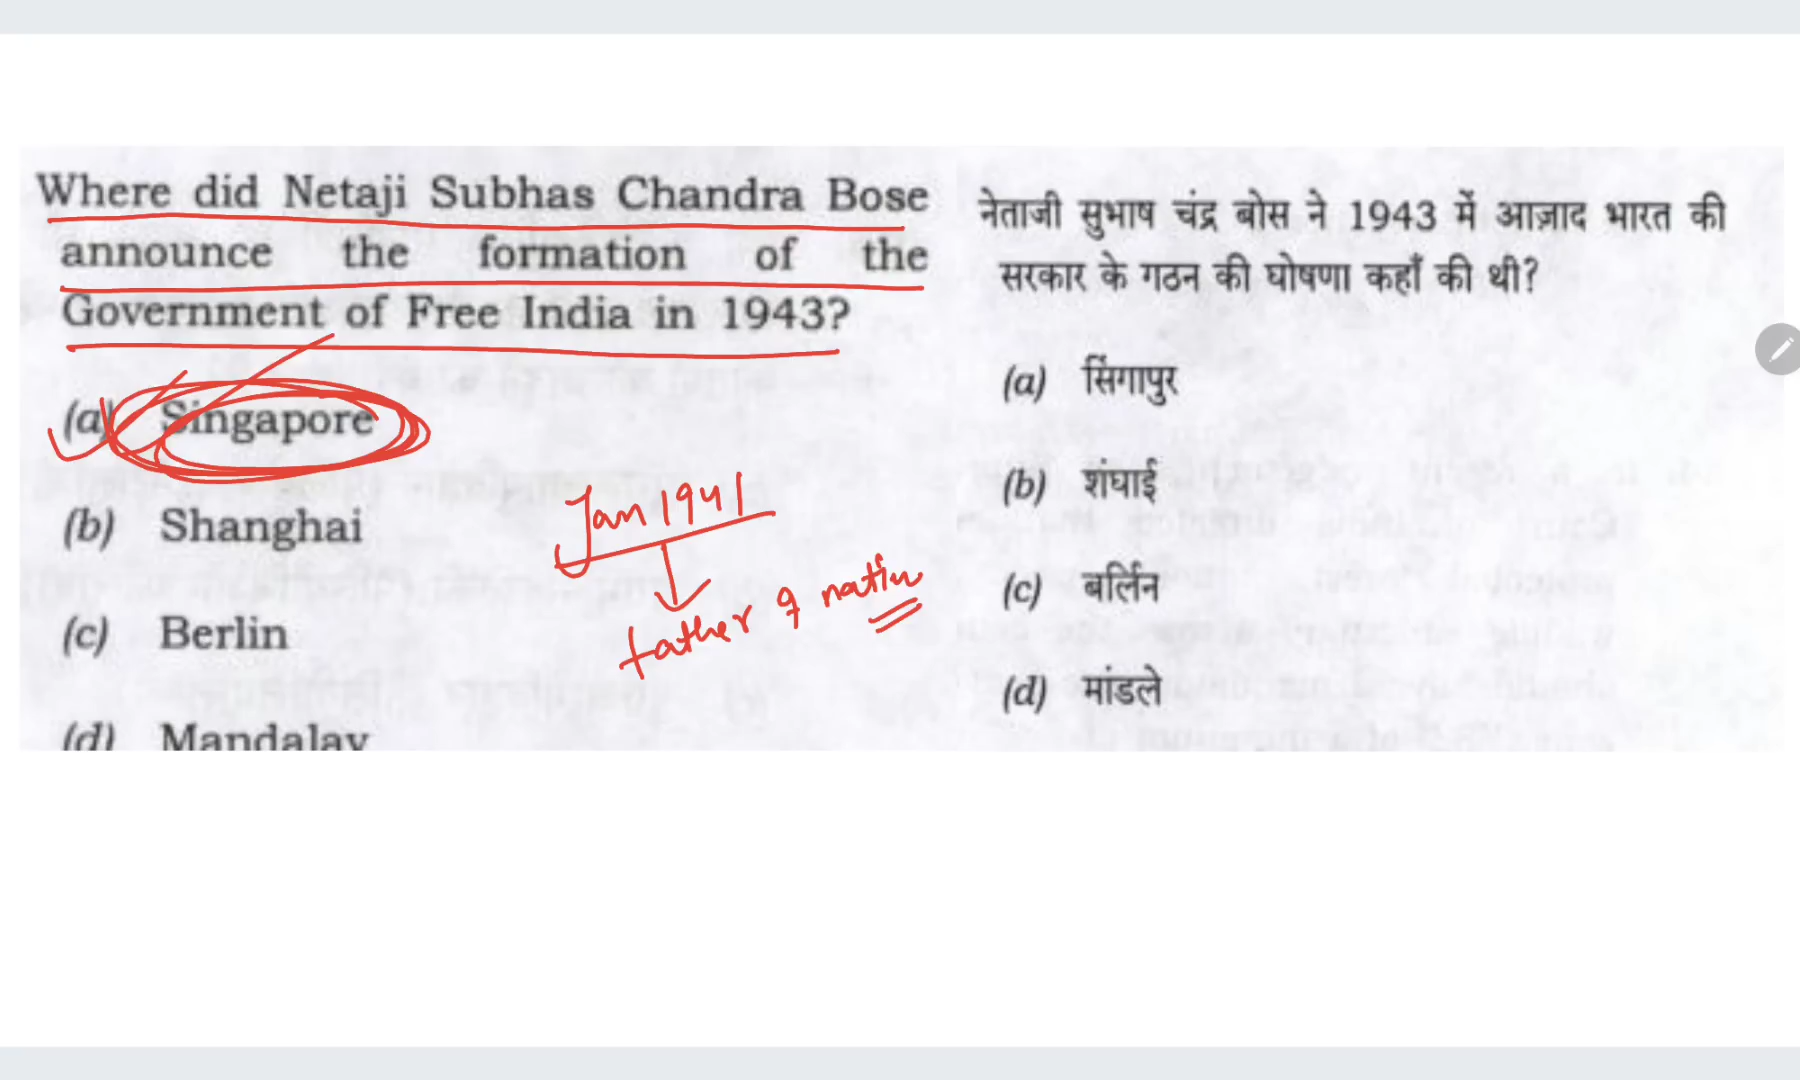 Where did Netaji Subhas Chandra Bose
announce the formation of the
Government of Free India in 1943?
(a) Singapore
(b) Shanghai
(c) Berlin
(d) Mandalay
Jan 1941
father of nation
नेताजी सुभाष चंद्र बोस ने 1943 में आज़ाद भारत की
सरकार के गठन की घोषणा कहाँ की थी?
(a) सिंगापुर
(b) शंघाई
(c) बर्लिन
(d) मांडले